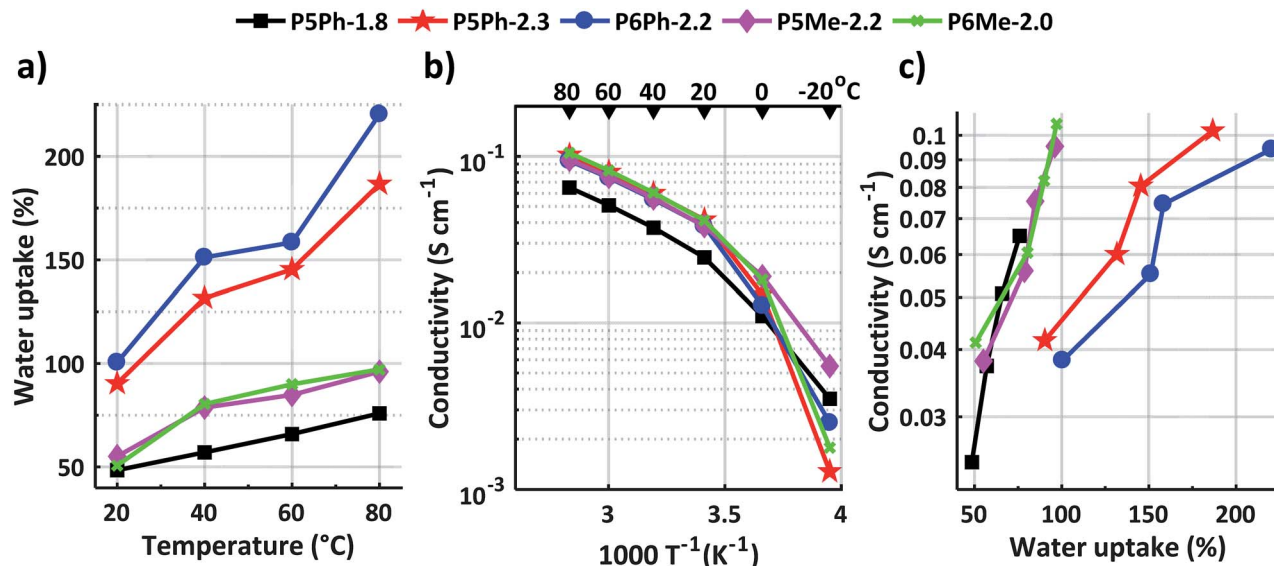 P5Ph-1.8 P5Ph-2.3 P6Ph-2.2 P5Me-2.2 P6Me-2.0
a)
Water uptake (%)
200
150
100
50
20 40 60 80
Temperature (°C)
b)
80 60 40 20 0 -20°C
Conductivity (S cm⁻¹)
10⁻¹
10⁻²
10⁻³
3 3.5 4
1000 T⁻¹(K⁻¹)
c)
Conductivity (S cm⁻¹)
0.1
0.09
0.08
0.07
0.06
0.05
0.04
0.03
50 100 150 200
Water uptake (%)